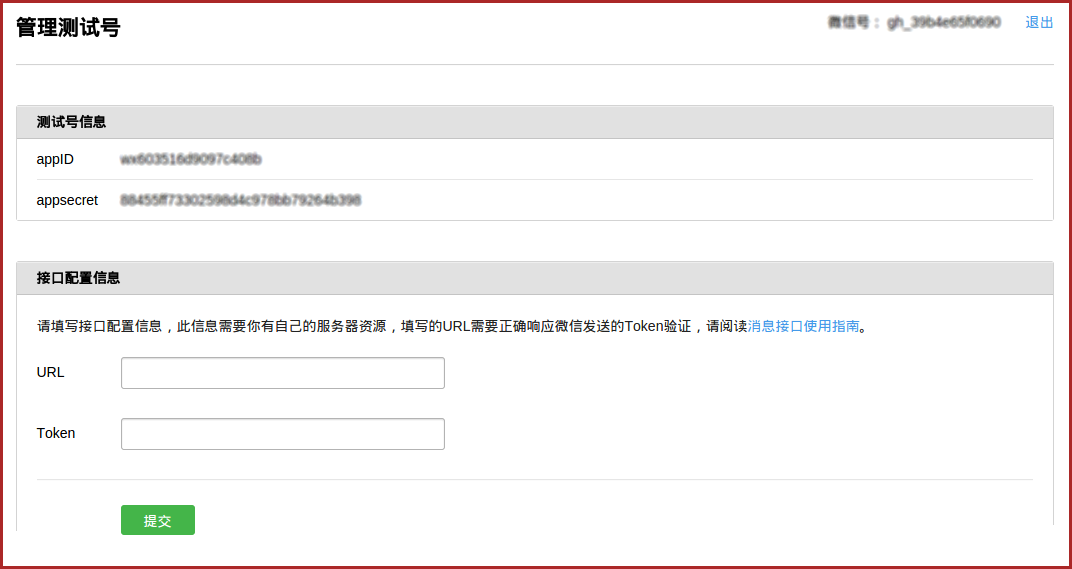 管理测试号
微信号：
退出
测试号信息
appID
appsecret
接口配置信息
请填写接口配置信息，此信息需要你有自己的服务器资源，填写的URL需要正确响应微信发送的Token验证，请阅读消息接口使用指南。
URL
Token
提交